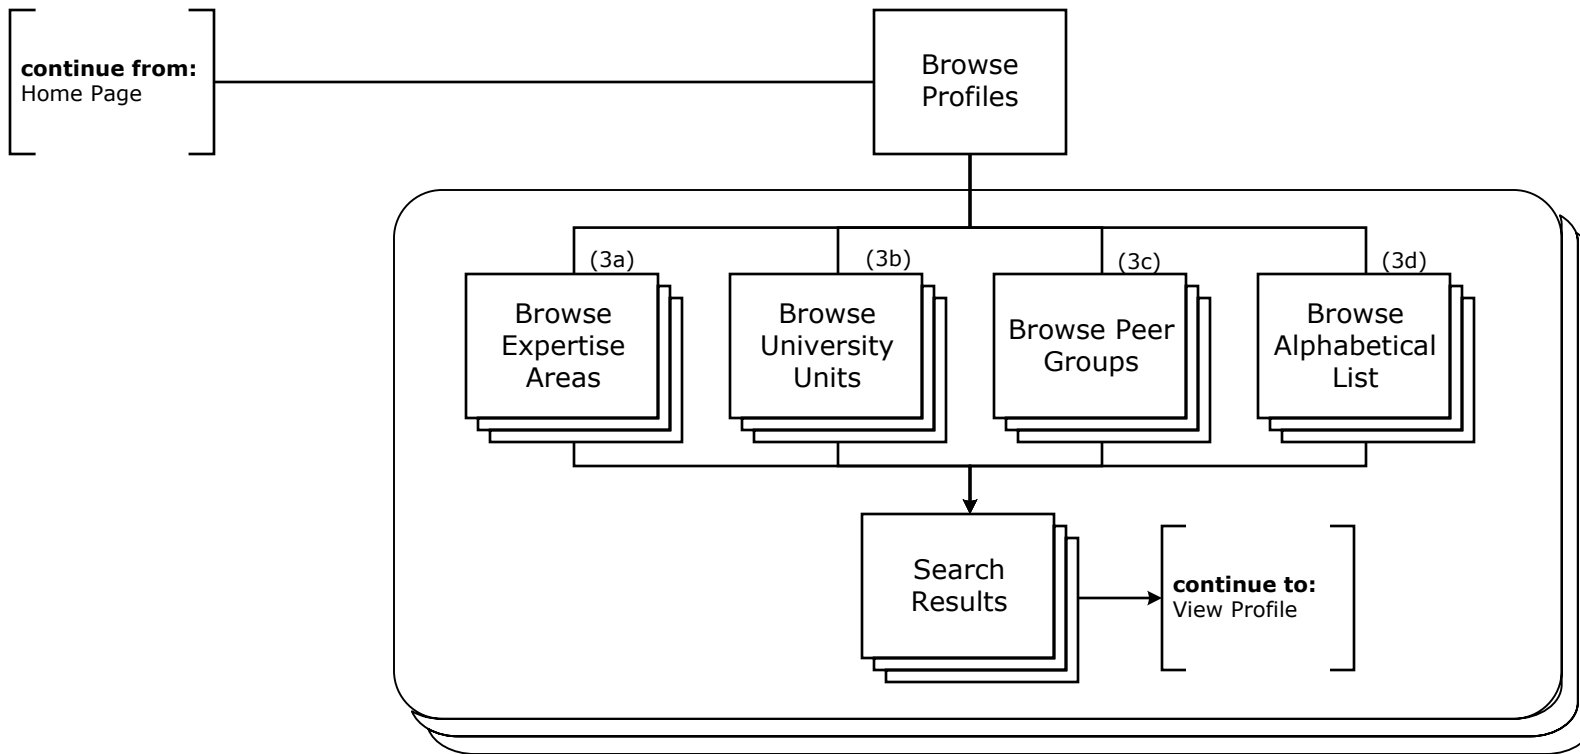 continue from:
Home Page
Browse
Profiles
(3a)
Browse
Expertise
Areas
(3b)
Browse
University
Units
(3c)
Browse Peer
Groups
(3d)
Browse
Alphabetical
List
Search
Results
continue to:
View Profile